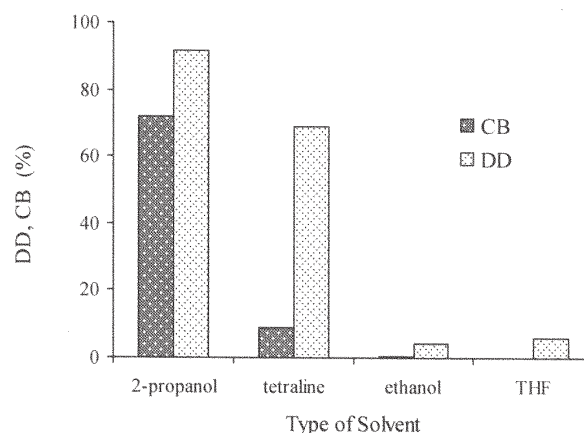 100
80
60
40
20
0
DD, CB (%)
CB
DD
2-propanol tetraline ethanol THF
Type of Solvent